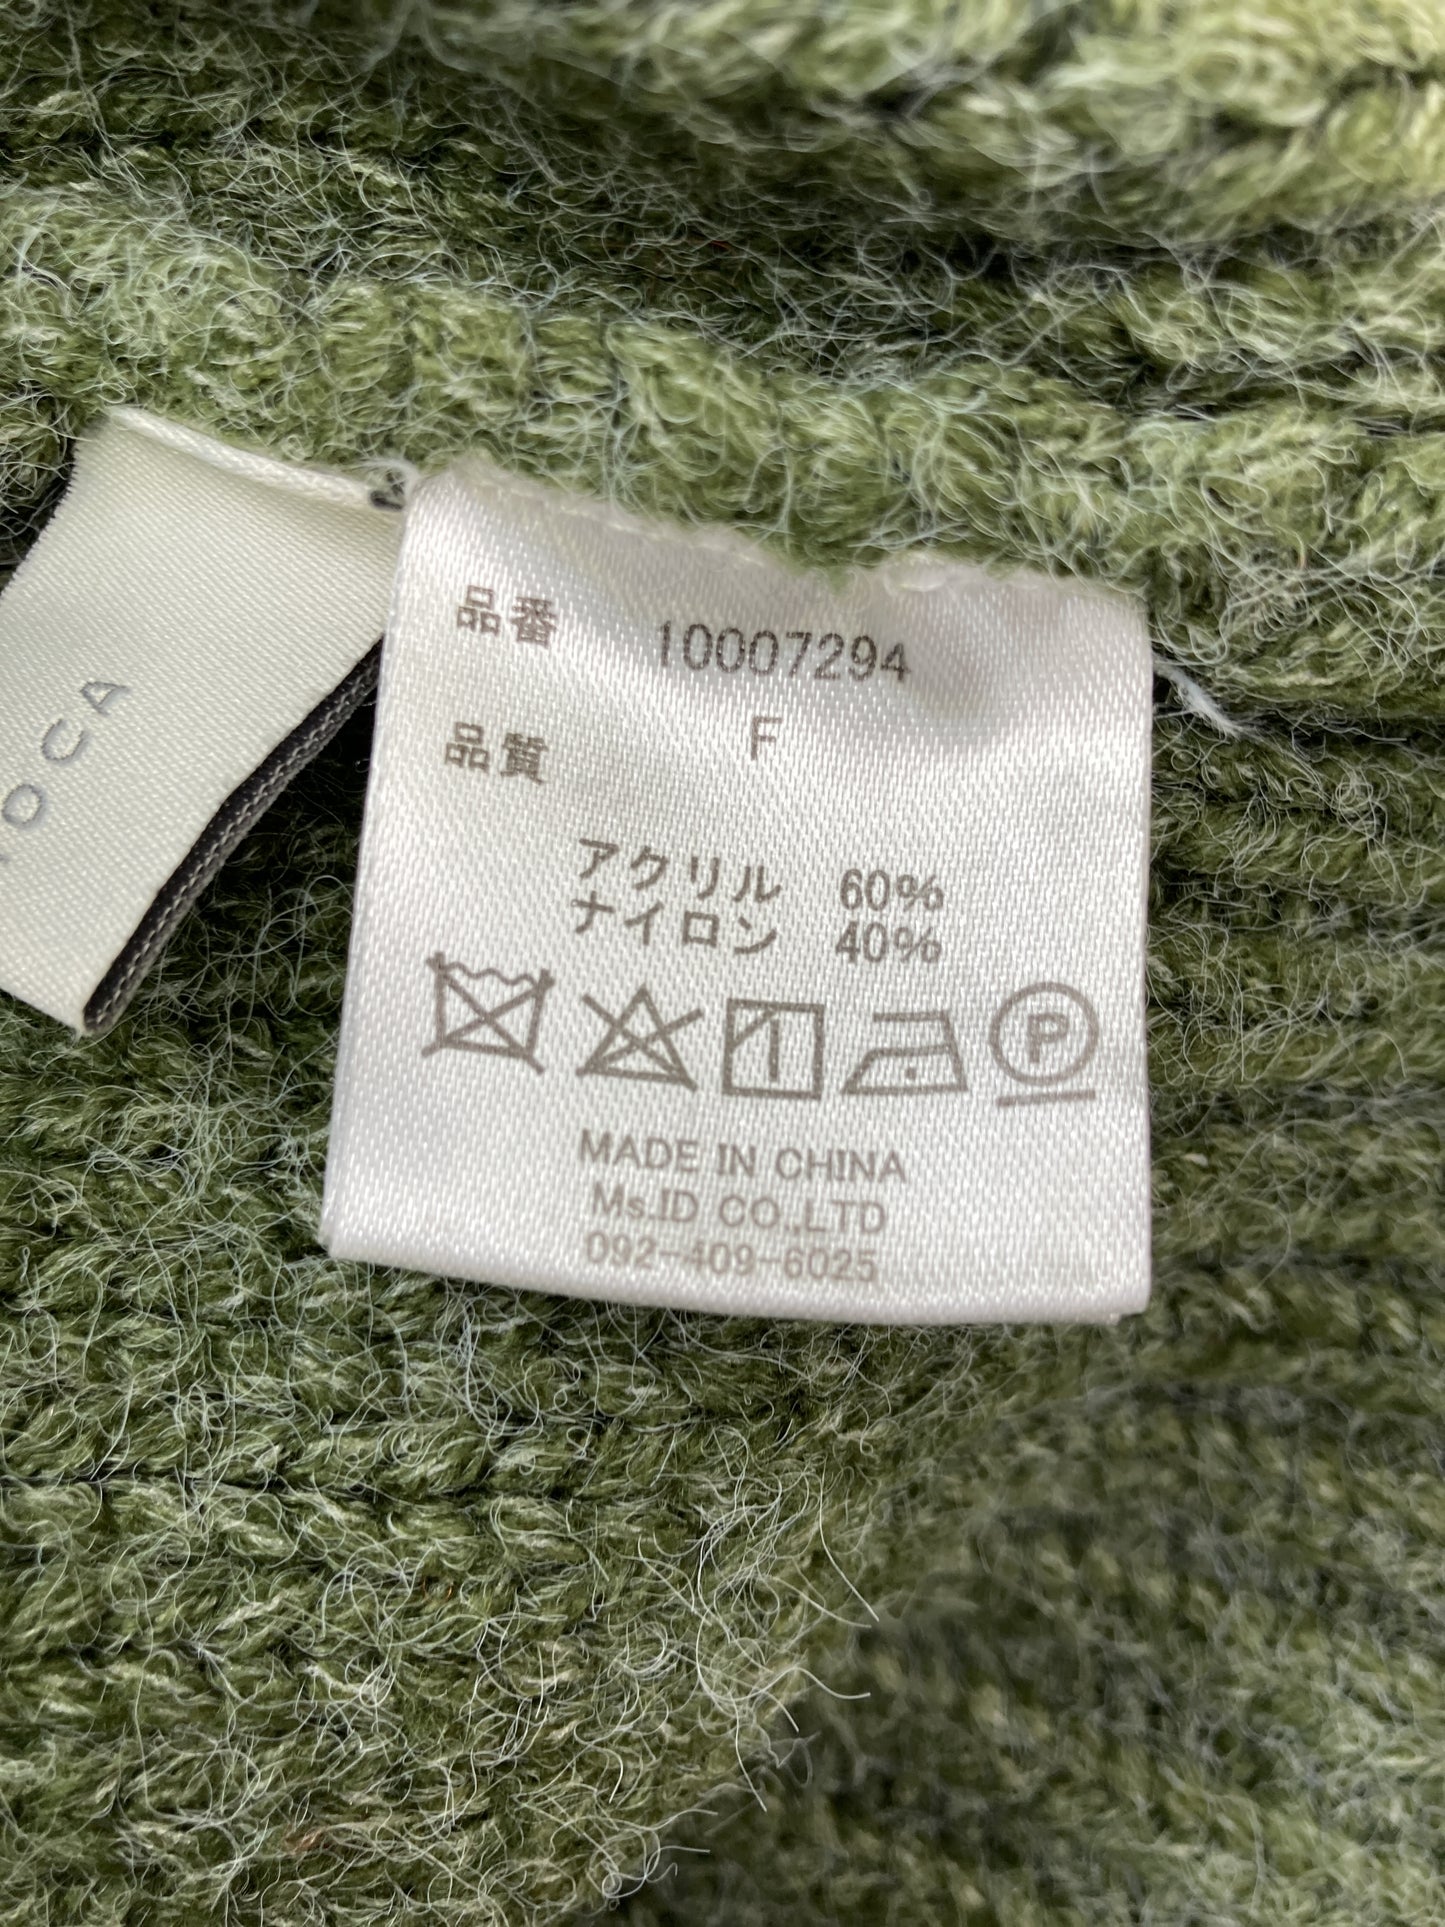 品番 10007294
品質 F
アクリル 60%
ナイロン 40%
P
MADE IN CHINA
Ms.ID CO.,LTD
092-409-6025
OCA